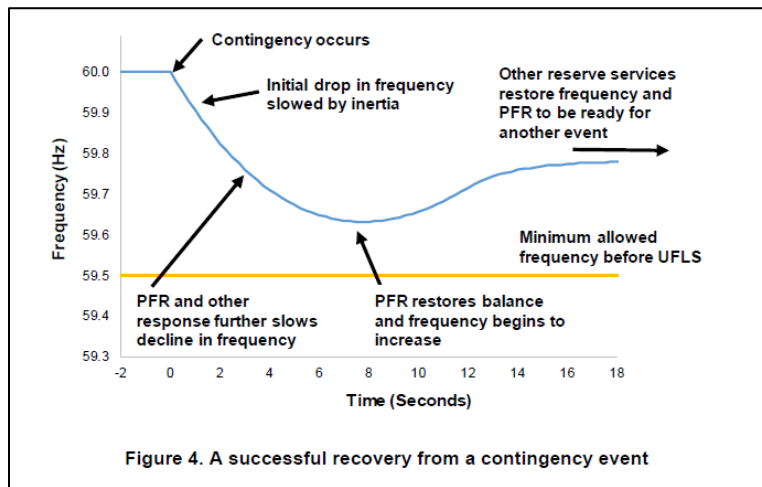 Contingency occurs
60.0
Initial drop in frequency
slowed by inertia
Other reserve services
restore frequency and
PFR to be ready for
another event
59.9
59.8
59.7
59.6
Minimum allowed
frequency before UFLS
59.5
PFR and other
response further slows
decline in frequency
PFR restores balance
and frequency begins to
increase
59.4
59.3
Frequency (Hz)
-2 0 2 4 6 8 10 12 14 16 18
Time (Seconds)
Figure 4. A successful recovery from a contingency event